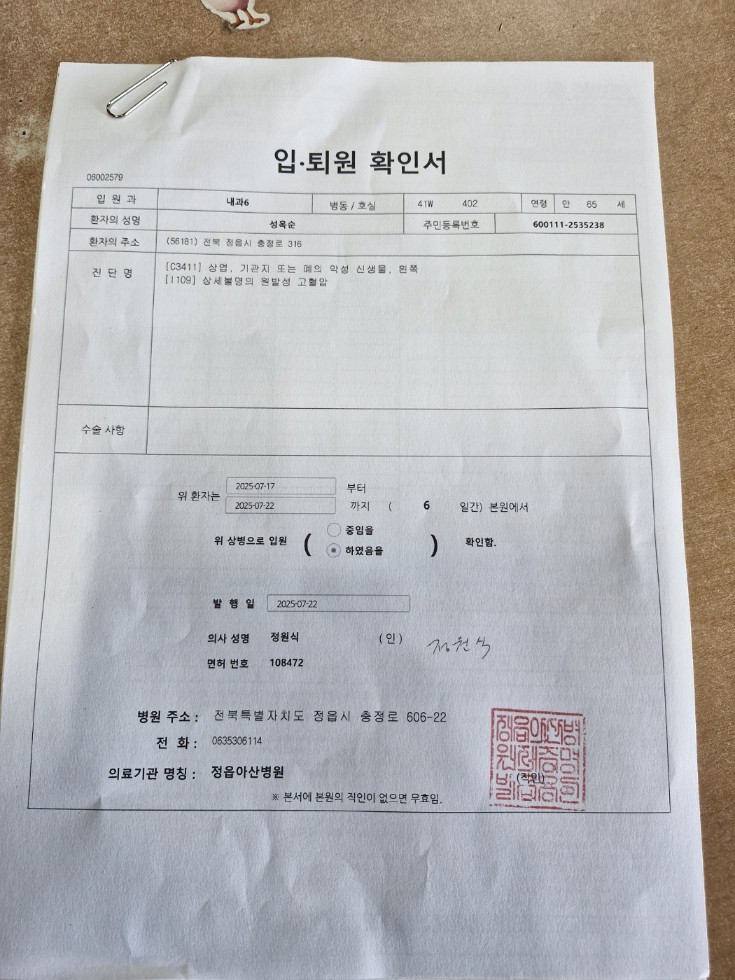 입·퇴원 확인서
06002579
입 원 과 내과6 병동 / 호실 41W 402 연령 만 65 세
환자의 성명 성옥순 주민등록번호 600111-2535238
환자의 주소 (56181) 전북 정읍시 충정로 316
진 단 명 [C3411] 상엽, 기관지 또는 폐의 악성 신생물, 왼쪽
[I109] 상세불명의 원발성 고혈압
수술 사항
위 환자는 2025-07-17 부터
2025-07-22 까지 ( 6 일간) 본원에서
위 상병으로 입원 ( 중임을
하였음을 ) 확인함.
발 행 일 2025-07-22
의사 성명 정원식 (인) 정원식
면허 번호 108472
병원 주소 : 전북특별자치도 정읍시 충정로 606-22
전 화 : 0635306114
의료기관 명칭 : 정읍아산병원
(직인)
※ 본서에 본원의 직인이 없으면 무효임.